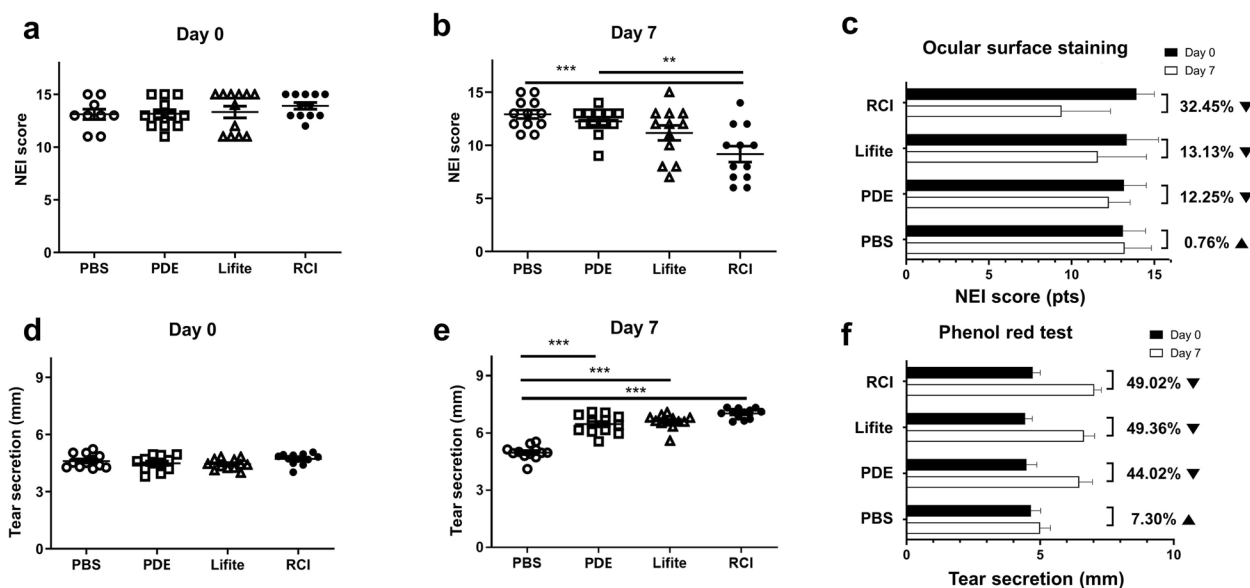 a
Day 0
NEI score
15
10
5
0
PBS PDE Lifite RCI
b
Day 7
*** **
NEI score
15
10
5
0
PBS PDE Lifite RCI
c
Ocular surface staining
Day 0
Day 7
RCI 32.45% ▼
Lifite 13.13% ▼
PDE 12.25% ▼
PBS 0.76% ▲
0 5 10 15
NEI score (pts)
d
Day 0
Tear secretion (mm)
9
6
3
0
PBS PDE Lifite RCI
e
Day 7
***
***
***
Tear secretion (mm)
9
6
3
0
PBS PDE Lifite RCI
f
Phenol red test
Day 0
Day 7
RCI 49.02% ▼
Lifite 49.36% ▼
PDE 44.02% ▼
PBS 7.30% ▲
0 5 10
Tear secretion (mm)